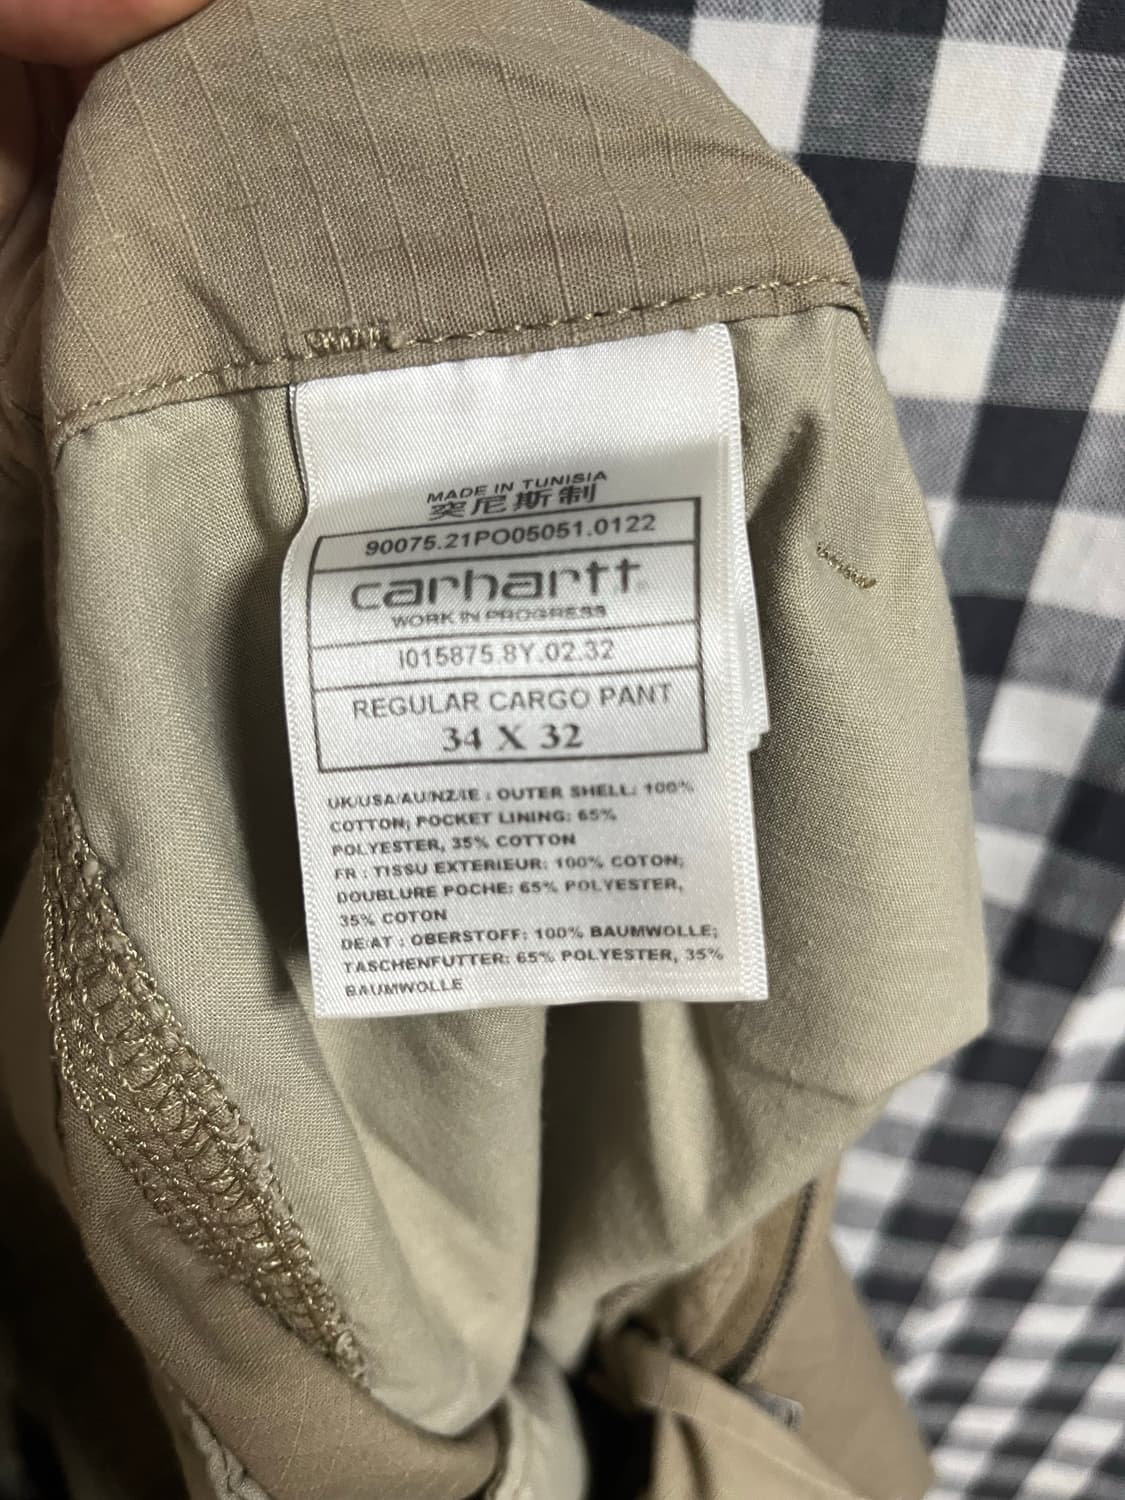 MADE IN TUNISIA
突尼斯制
90075.21PO05051.0122
carhartt®
WORK IN PROGRESS
I015875.8Y.02.32
REGULAR CARGO PANT
34 X 32
UK/USA/AU/NZ/IE : OUTER SHELL: 100%
COTTON; POCKET LINING: 65%
POLYESTER, 35% COTTON
FR : TISSU EXTERIEUR: 100% COTON;
DOUBLURE POCHE: 65% POLYESTER,
35% COTON
DE/AT : OBERSTOFF: 100% BAUMWOLLE;
TASCHENFUTTER: 65% POLYESTER, 35%
BAUMWOLLE